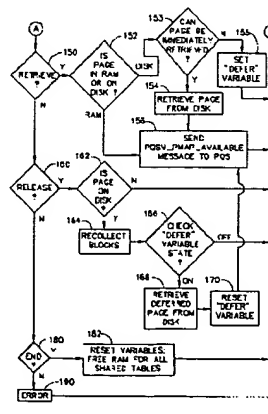 A
150
RETRIEVE
?
Y
N
152
IS
PAGE
IN RAM
OR ON
DISK
?
DISK
RAM
153
CAN
PAGE BE
IMMEDIATELY
RETRIEVED
?
N
Y
155
SET
"DEFER"
VARIABLE
154
RETRIEVE PAGE
FROM DISK
SEND
MESSAGE TO POS
160
RELEASE
?
Y
N
162
IS
PAGE
ON
DISK
?
N
Y
164
RECOLLECT
BLOCKS
166
CHECK
"DEFER"
VARIABLE
STATE
?
OFF
ON
168
RETRIEVE
DEFERRED
PAGE FROM
DISK
170
RESET
"DEFER"
VARIABLE
180
END
?
Y
N
182
RESET VARIABLES;
FREE RAM FOR ALL
SHARED TABLES
190
ERROR